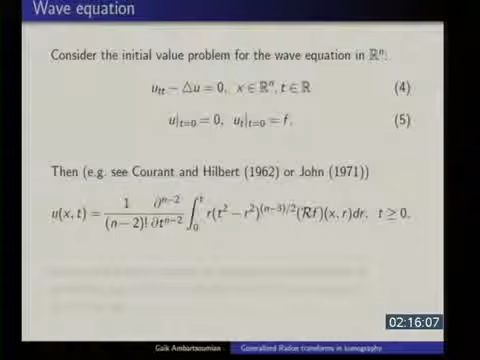 Wave equation
Consider the initial value problem for the wave equation in ℝⁿ:
u_tt − △u = 0, x ∈ ℝⁿ, t ∈ ℝ (4)
u|_{t=0} = 0, u_t|_{t=0} = f. (5)
Then (e.g. see Courant and Hilbert (1962) or John (1971))
u(x, t) = \frac{1}{(n−2)!} \frac{∂^{n−2}}{∂t^{n−2}} ∫_0^t r(t² − r²)^{(n−3)/2} (ℛf)(x, r)dr, t ≥ 0.
02:16:07
Gaik Ambartsoumian Generalized Radon transforms in tomography